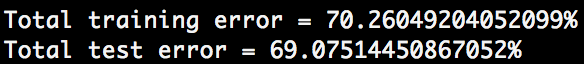 Total training error = 70.26049204052099%
Total test error = 69.07514450867052%